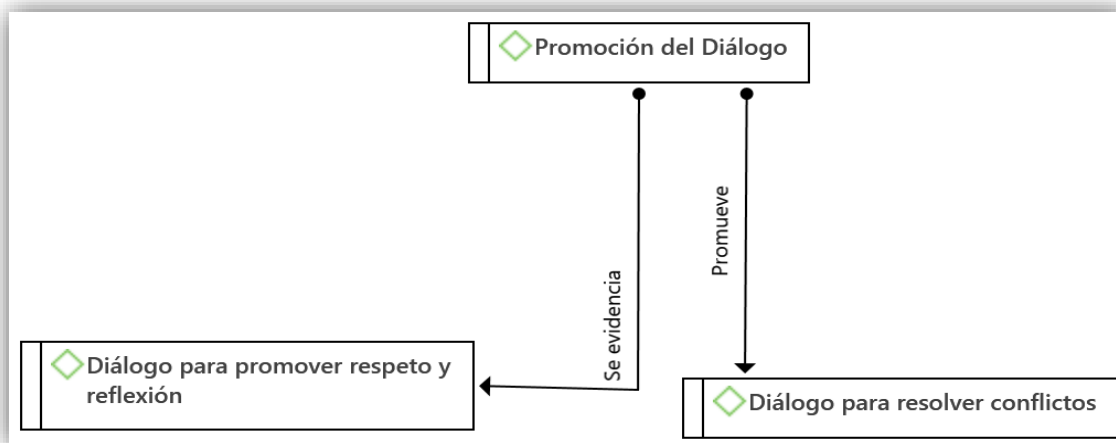 Promoción del Diálogo
Promueve
Se evidencia
Diálogo para promover respeto y
reflexión
Diálogo para resolver conflictos